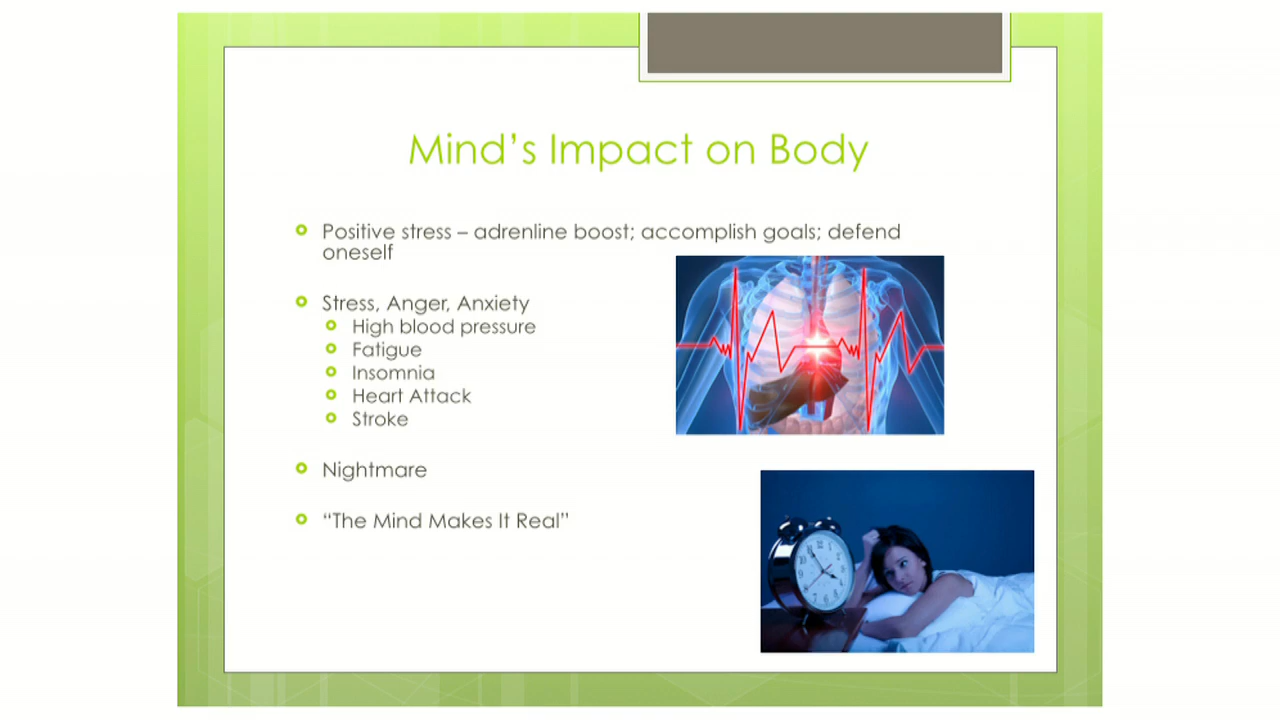 Mind's Impact on Body
Positive stress – adrenline boost; accomplish goals; defend
oneself
Stress, Anger, Anxiety
High blood pressure
Fatigue
Insomnia
Heart Attack
Stroke
Nightmare
“The Mind Makes It Real”